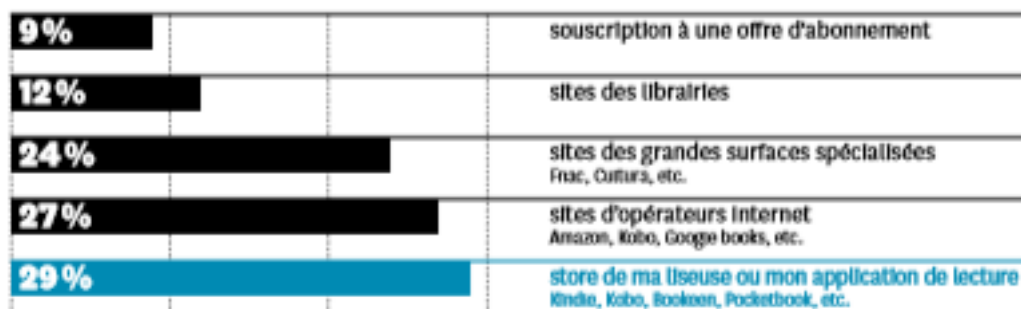 9%
souscription à une offre d'abonnement
12%
sites des librairies
24%
sites des grandes surfaces spécialisées
Fnac, Cultura, etc.
27%
sites d'opérateurs Internet
Amazon, Kobo, Google books, etc.
29%
store de ma liseuse ou mon application de lecture
Kindle, Kobo, Bookeen, Pocketbook, etc.